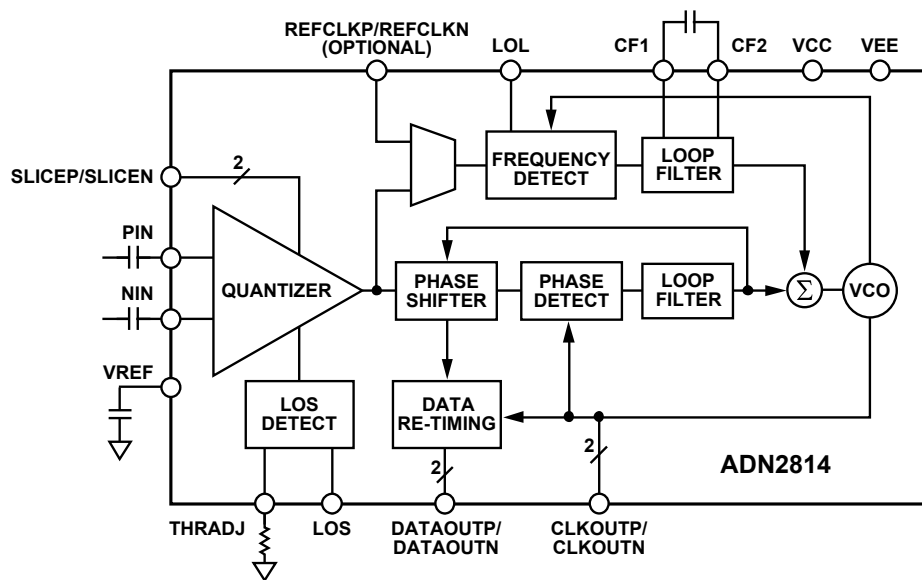 REFCLKP/REFCLKN
(OPTIONAL)
LOL
CF1
CF2
VCC
VEE
SLICEP/SLICEN
2
FREQUENCY
DETECT
LOOP
FILTER
PIN
NIN
QUANTIZER
PHASE
SHIFTER
PHASE
DETECT
LOOP
FILTER
Σ
VCO
VREF
LOS
DETECT
DATA
RE-TIMING
2
2
ADN2814
THRADJ
LOS
DATAOUTP/
DATAOUTN
CLKOUTP/
CLKOUTN